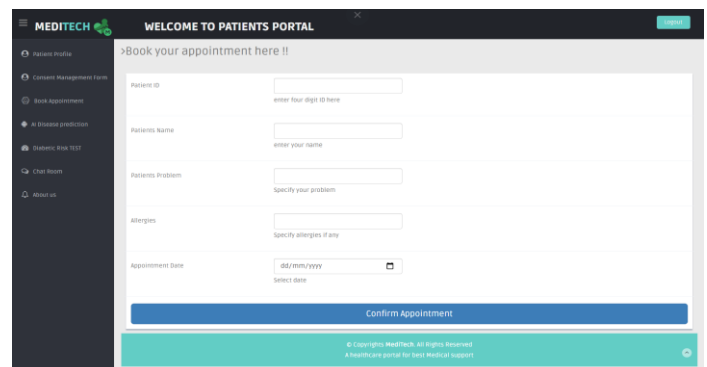 MEDITECH
WELCOME TO PATIENTS PORTAL
Logout
Patient Profile
Consent Management Form
Book Appointment
AI Disease prediction
Diabetic Risk TEST
Chat Room
About us
>Book your appointment here !!
Patient ID
enter four digit ID here
Patients Name
enter your name
Patients Problem
Specify your problem
Allergies
Specify allergies if any
Appointment Date
dd/mm/yyyy
Select date
Confirm Appointment
© Copyrights MediTech. All Rights Reserved
A healthcare portal for best Medical support